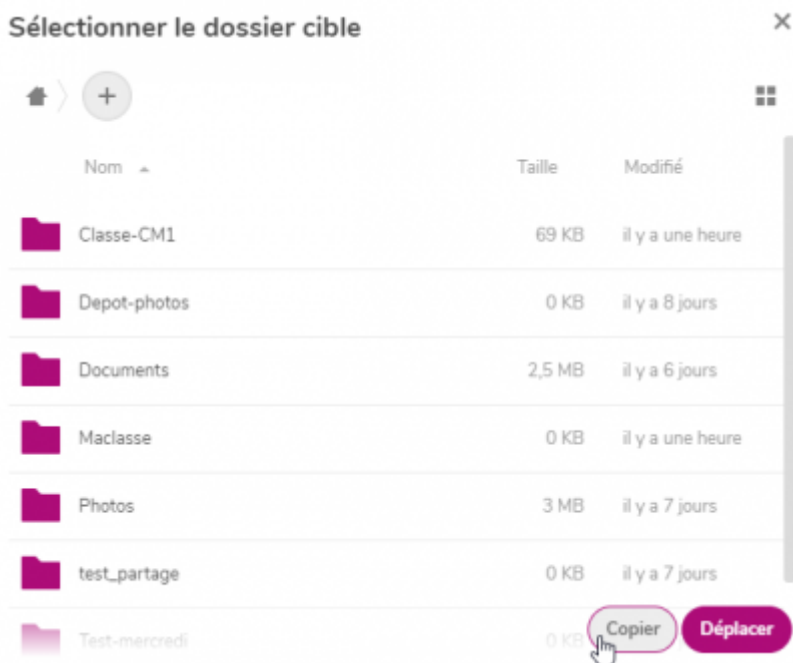 Sélectionner le dossier cible
Nom Taille Modifié
Classe-CM1 69 KB il y a une heure
Depot-photos 0 KB il y a 8 jours
Documents 2,5 MB il y a 6 jours
Maclasse 0 KB il y a une heure
Photos 3 MB il y a 7 jours
test_partage 0 KB il y a 7 jours
Test-mercredi 0 KB
Copier Déplacer